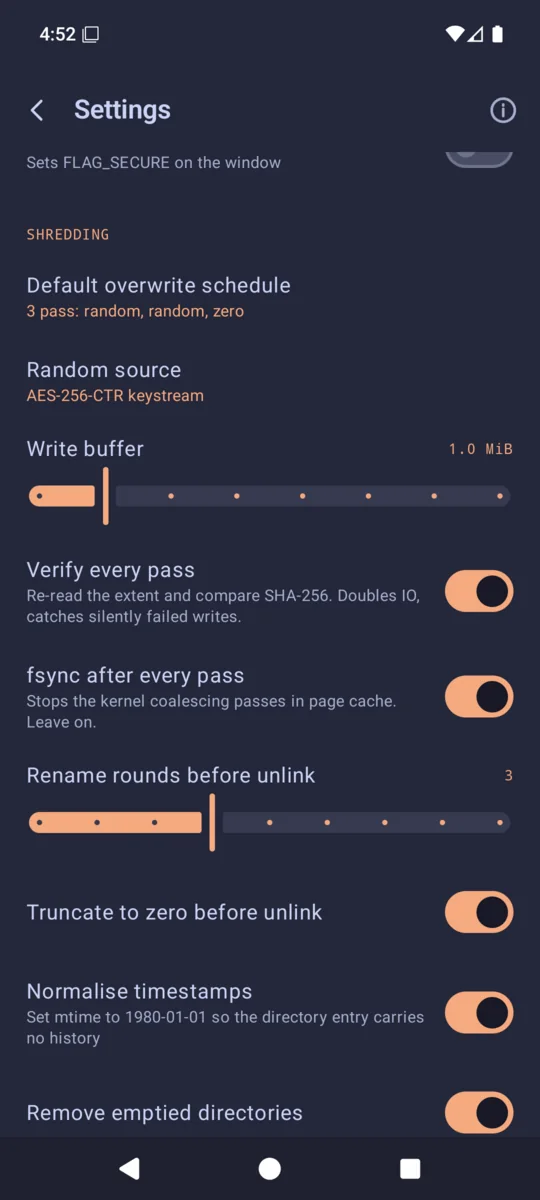 4:52
Settings
Sets FLAG_SECURE on the window
SHREDDING
Default overwrite schedule
3 pass: random, random, zero
Random source
AES-256-CTR keystream
Write buffer
1.0 MiB
Verify every pass
Re-read the extent and compare SHA-256. Doubles IO,
catches silently failed writes.
fsync after every pass
Stops the kernel coalescing passes in page cache.
Leave on.
Rename rounds before unlink
3
Truncate to zero before unlink
Normalise timestamps
Set mtime to 1980-01-01 so the directory entry carries
no history
Remove emptied directories